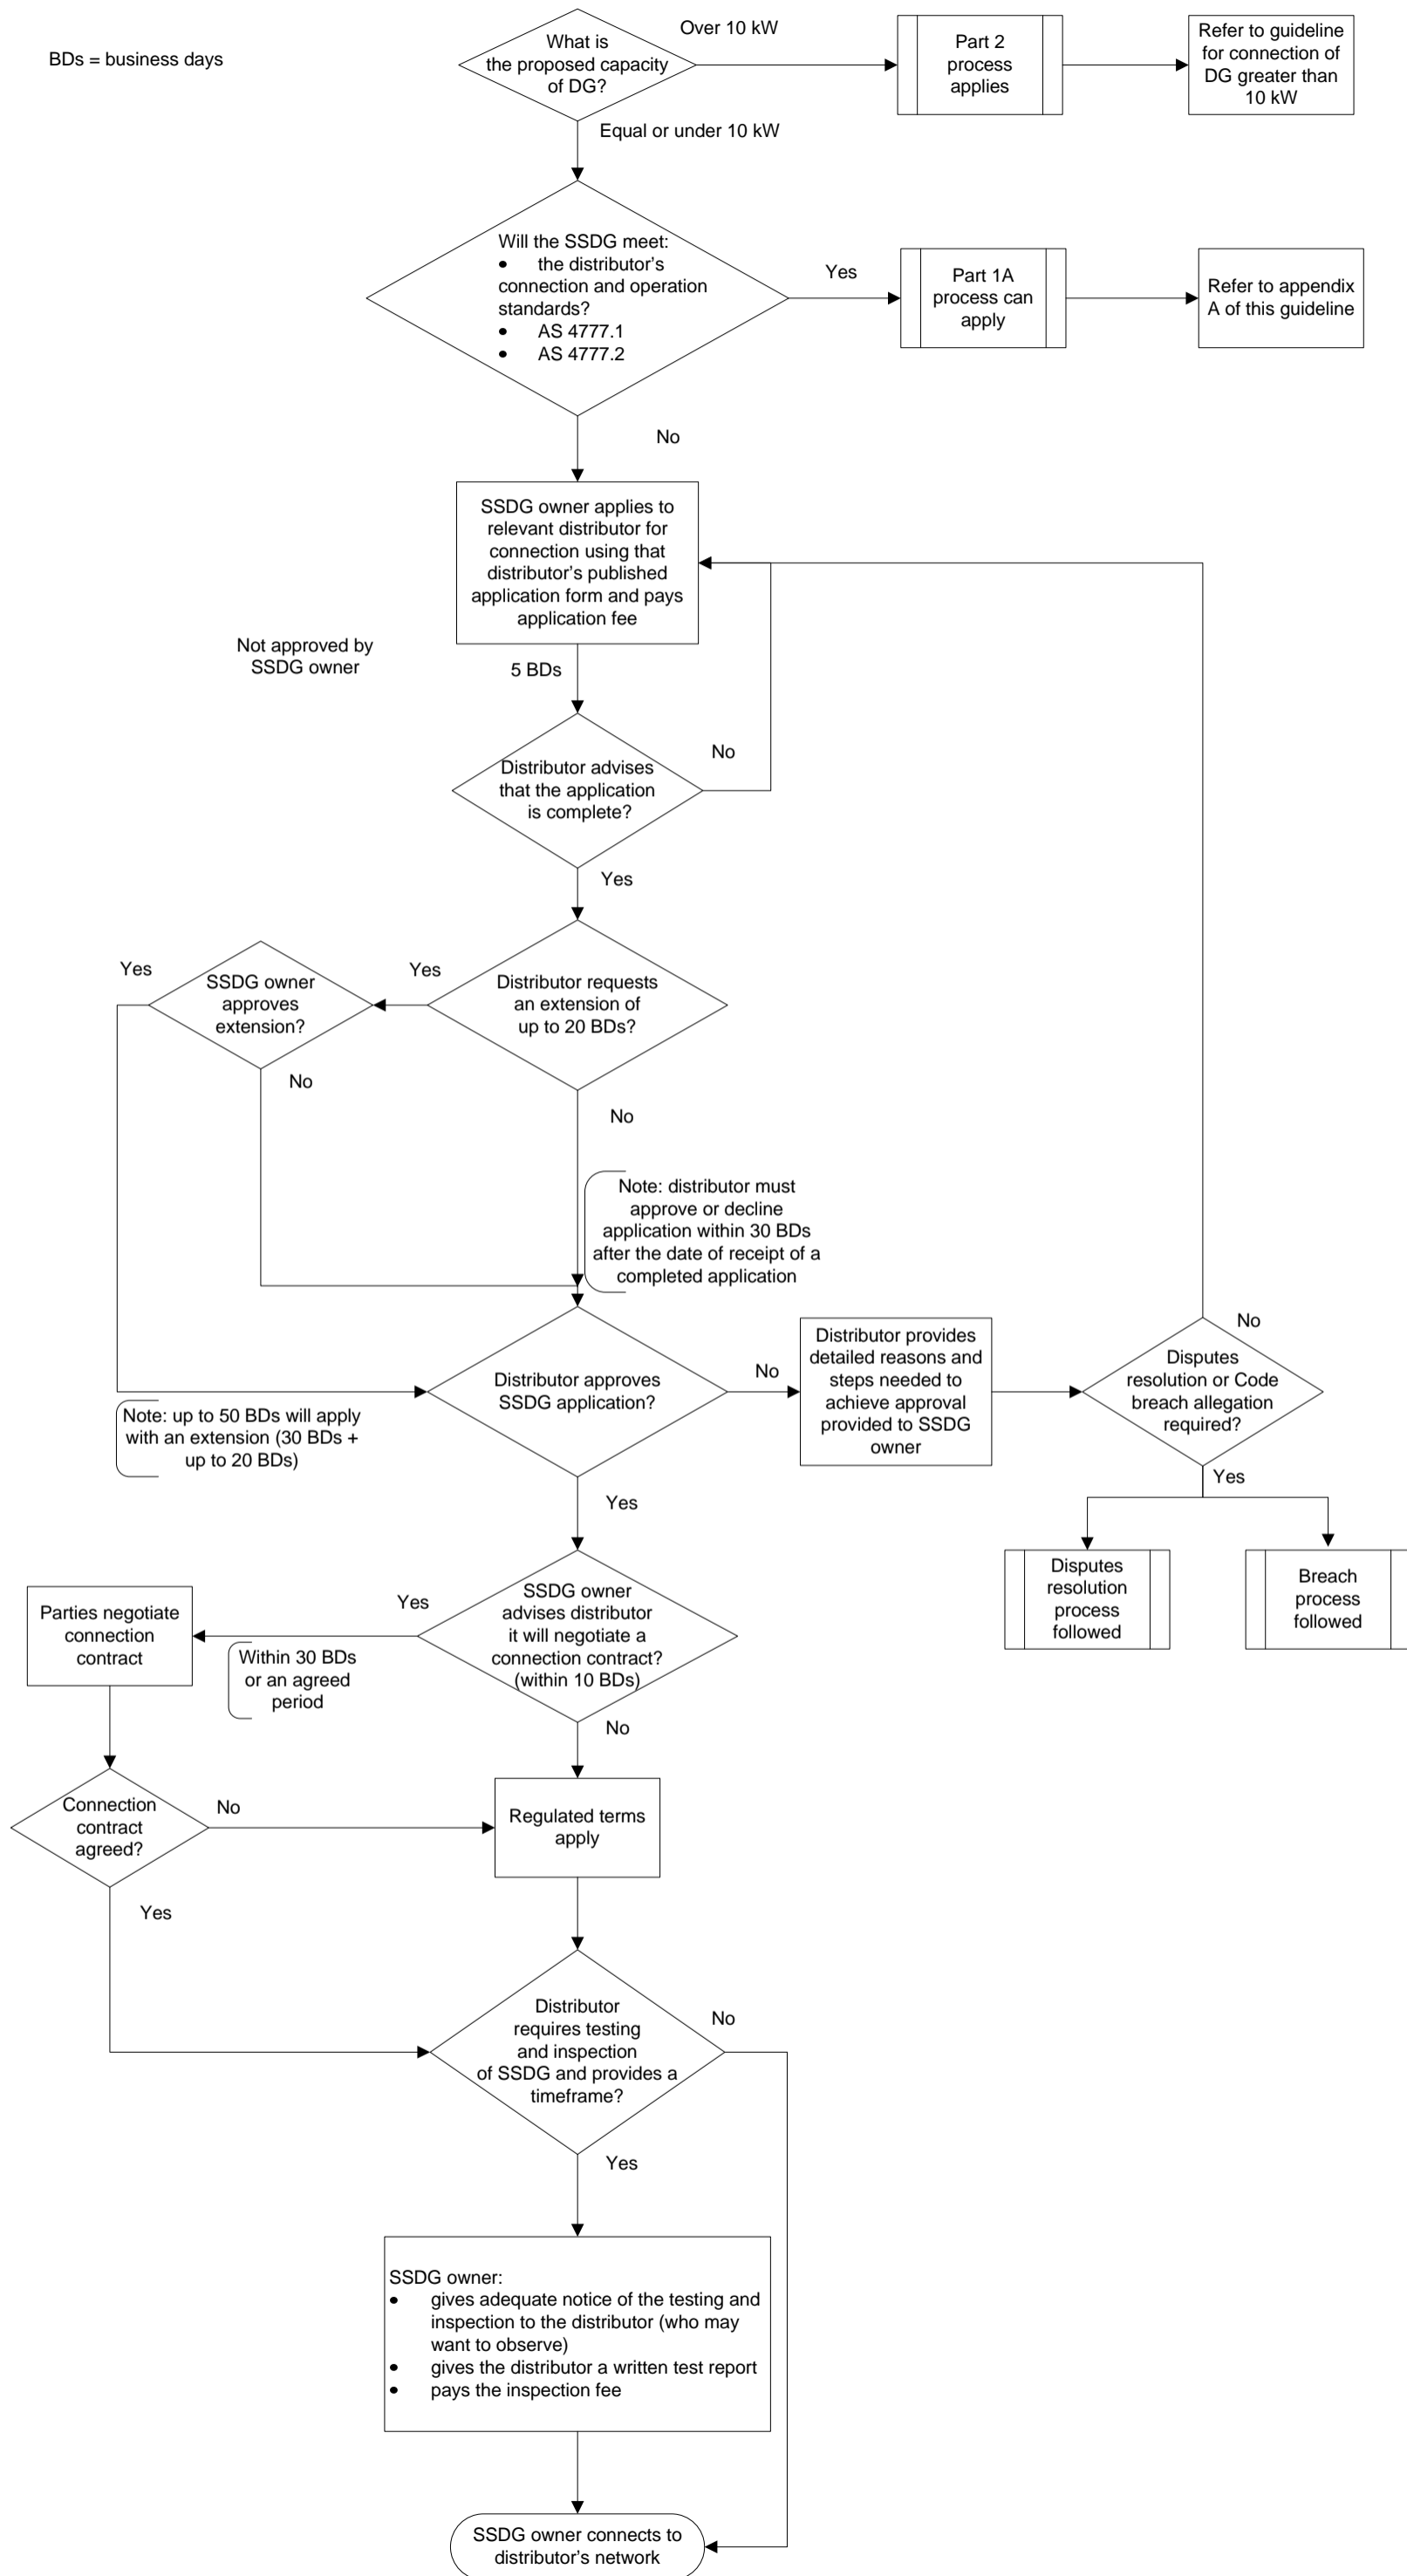 BDs = business days
What is
the proposed capacity
of DG?
Over 10 kW
Part 2
process
applies
Refer to guideline
for connection of
DG greater than
10 kW
Equal or under 10 kW
Will the SSDG meet:
• the distributor's
connection and operation
standards?
• AS 4777.1
• AS 4777.2
Yes
Part 1A
process can
apply
Refer to appendix
A of this guideline
No
SSDG owner applies to
relevant distributor for
connection using that
distributor's published
application form and pays
application fee
Not approved by
SSDG owner
5 BDs
Distributor advises
that the application
is complete?
No
Yes
Distributor requests
an extension of
up to 20 BDs?
Yes
SSDG owner
approves
extension?
Yes
No
No
Note: distributor must
approve or decline
application within 30 BDs
after the date of receipt of a
completed application
Distributor approves
SSDG application?
No
Distributor provides
detailed reasons and
steps needed to
achieve approval
provided to SSDG
owner
Disputes
resolution or Code
breach allegation
required?
No
Yes
Disputes
resolution
process
followed
Breach
process
followed
Note: up to 50 BDs will apply
with an extension (30 BDs +
up to 20 BDs)
Yes
SSDG owner
advises distributor
it will negotiate a
connection contract?
(within 10 BDs)
Yes
Within 30 BDs
or an agreed
period
Parties negotiate
connection
contract
No
Connection
contract
agreed?
No
Regulated terms
apply
Yes
Distributor
requires testing
and inspection
of SSDG and provides a
timeframe?
No
Yes
SSDG owner:
• gives adequate notice of the testing and
inspection to the distributor (who may
want to observe)
• gives the distributor a written test report
• pays the inspection fee
SSDG owner connects to
distributor's network